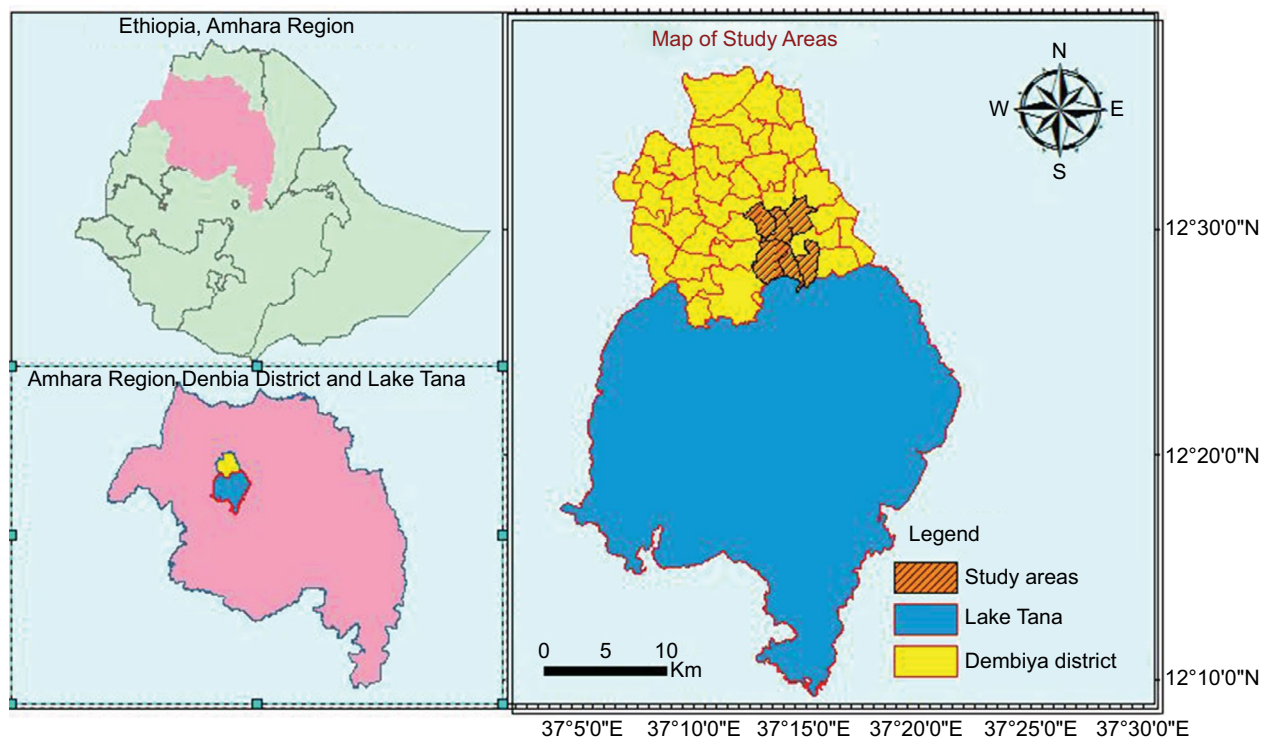 Ethiopia, Amhara Region
Amhara Region Denbia District and Lake Tana
Map of Study Areas
N
W
E
S
12°30'0"N
12°20'0"N
12°10'0"N
Legend
Study areas
Lake Tana
Dembiya district
0 5 10
Km
37°5'0"E 37°10'0"E 37°15'0"E 37°20'0"E 37°25'0"E 37°30'0"E